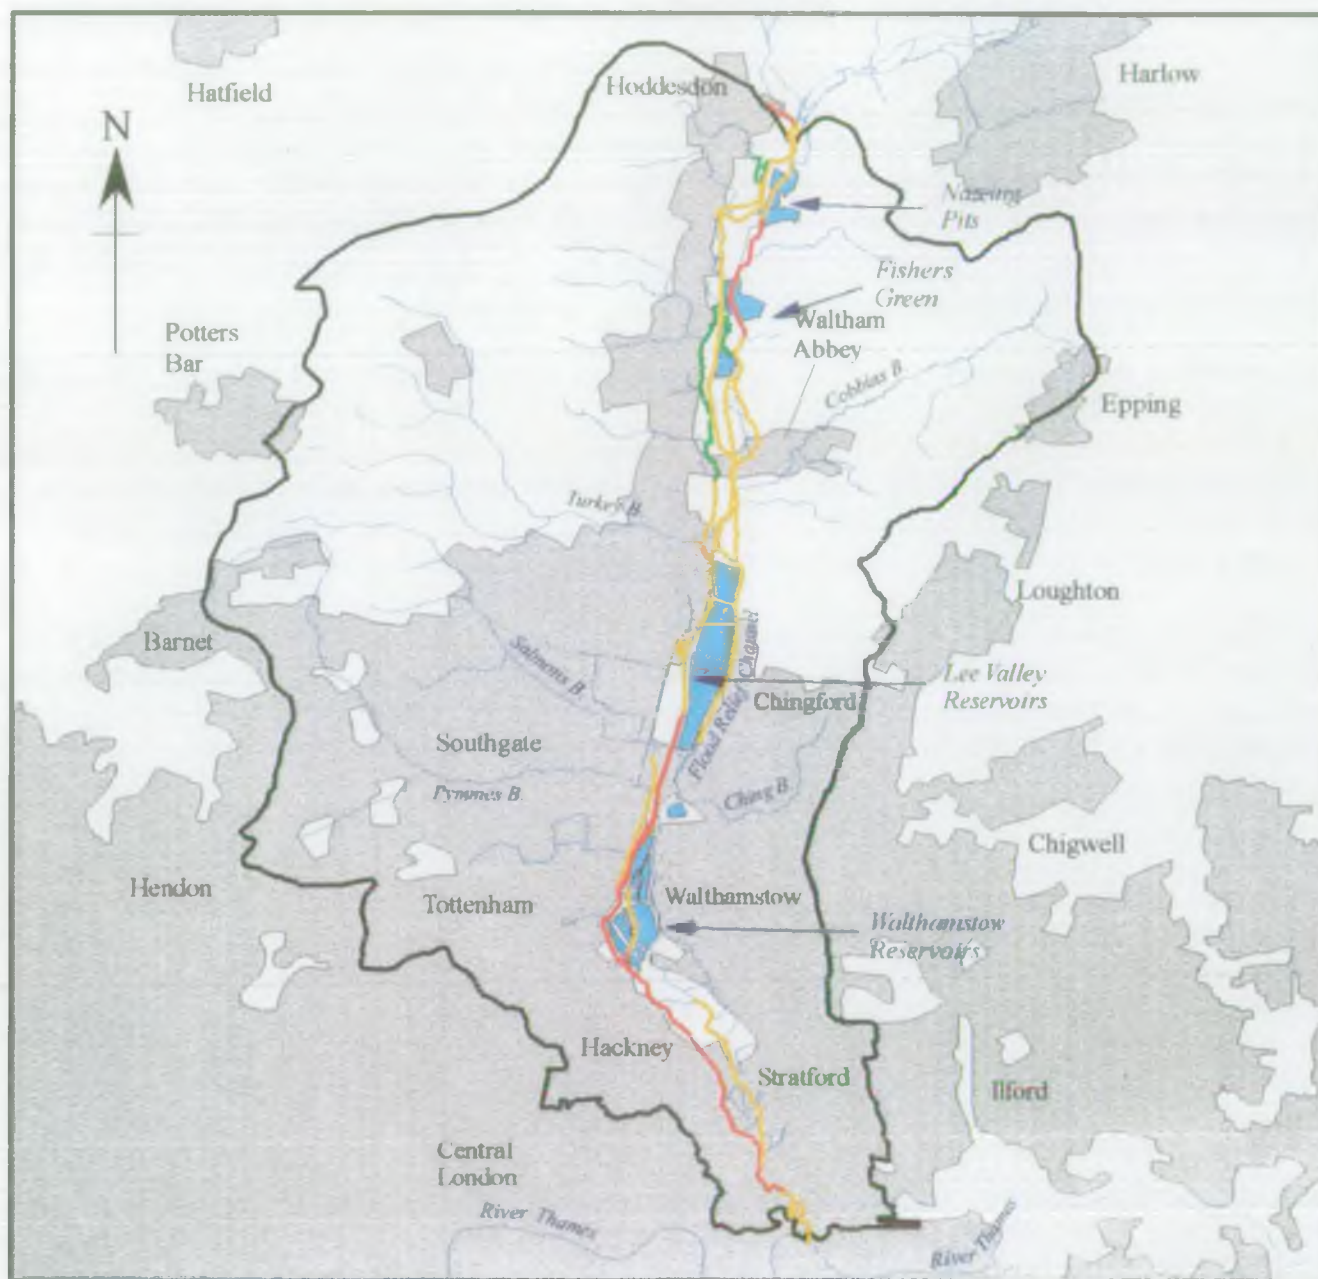 Hatfield
Hoddesdon
Harlow
N
Pits
Fishers
Green
Potters
Bar
Waltham
Abbey
Cobbins B.
Epping
Turkey B.
Loughton
Barnet
Salmons B.
Flood Relief Channel
Lee Valley
Reservoirs
Chingford
Southgate
Pymmes B.
Ching B.
Chigwell
Hendon
Tottenham
Walthamstow
Walthamstow
Reservoirs
Hackney
Stratford
Ilford
Central
London
River Thames
River Thames